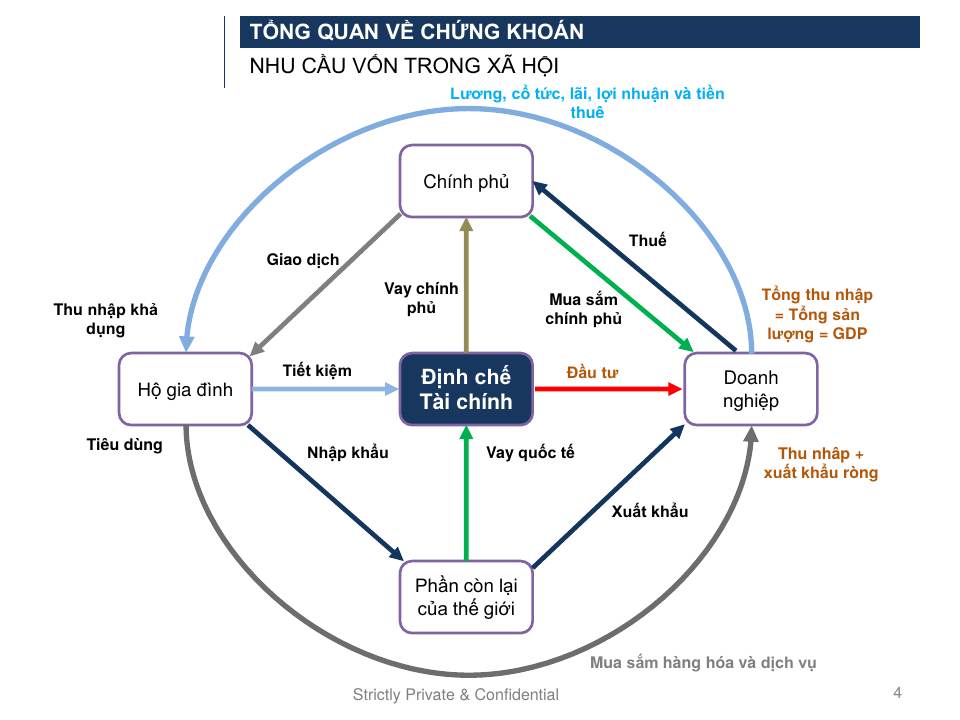 TỔNG QUAN VỀ CHỨNG KHOÁN
NHU CẦU VỐN TRONG XÃ HỘI
Lương, cổ tức, lãi, lợi nhuận và tiền
thuê
Chính phủ
Thuế
Giao dịch
Vay chính
phủ
Mua sắm
chính phủ
Tổng thu nhập
= Tổng sản
lượng = GDP
Thu nhập khả
dụng
Hộ gia đình
Tiết kiệm
Định chế
Tài chính
Đầu tư
Doanh
nghiệp
Tiêu dùng
Nhập khẩu
Vay quốc tế
Thu nhâp +
xuất khẩu ròng
Xuất khẩu
Phần còn lại
của thế giới
Mua sắm hàng hóa và dịch vụ
Strictly Private & Confidential
4